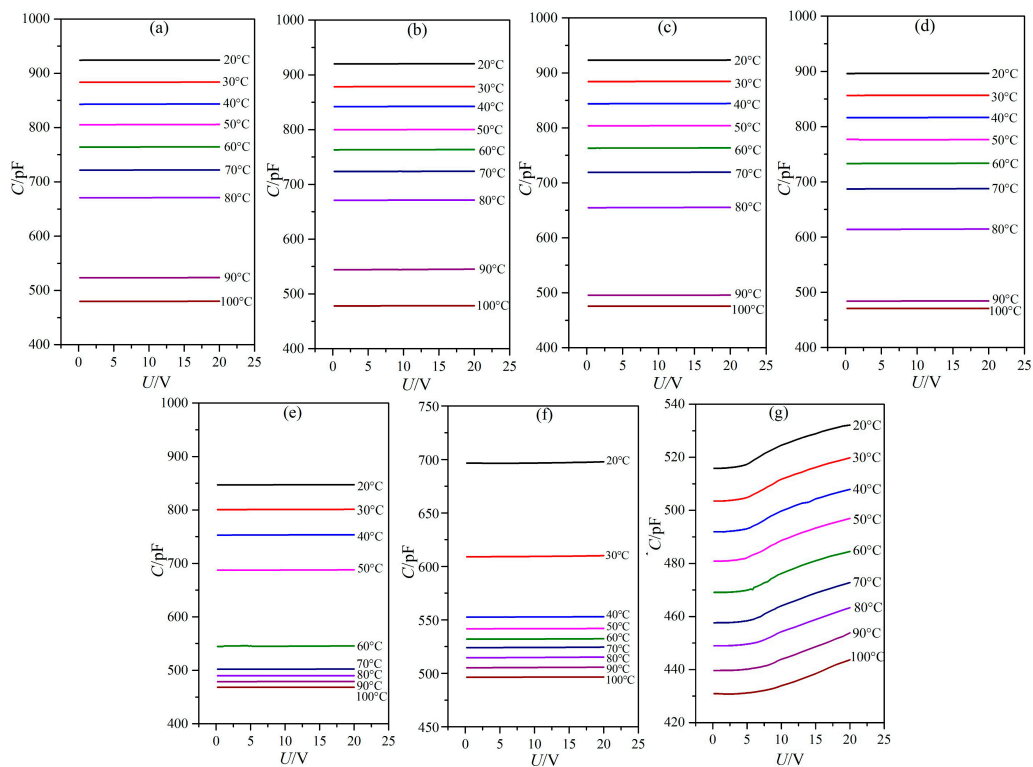 (a)
1000
900
800
700
600
500
400
C/pF
20°C
30°C
40°C
50°C
60°C
70°C
80°C
90°C
100°C
0 5 10 15 20 25
U/V
(b)
1000
900
800
700
600
500
400
C/pF
20°C
30°C
40°C
50°C
60°C
70°C
80°C
90°C
100°C
0 5 10 15 20 25
U/V
(c)
1000
900
800
700
600
500
400
C/pF
20°C
30°C
40°C
50°C
60°C
70°C
80°C
90°C
100°C
0 5 10 15 20 25
U/V
(d)
1000
900
800
700
600
500
400
C/pF
20°C
30°C
40°C
50°C
60°C
70°C
80°C
90°C
100°C
0 5 10 15 20 25
U/V
(e)
1000
900
800
700
600
500
400
C/pF
20°C
30°C
40°C
50°C
60°C
70°C
80°C
90°C
100°C
0 5 10 15 20 25
U/V
(f)
750
700
650
600
550
500
450
C/pF
20°C
30°C
40°C
50°C
60°C
70°C
80°C
90°C
100°C
0 5 10 15 20 25
U/V
(g)
540
520
500
480
460
440
420
C/pF
20°C
30°C
40°C
50°C
60°C
70°C
80°C
90°C
100°C
0 5 10 15 20 25
U/V